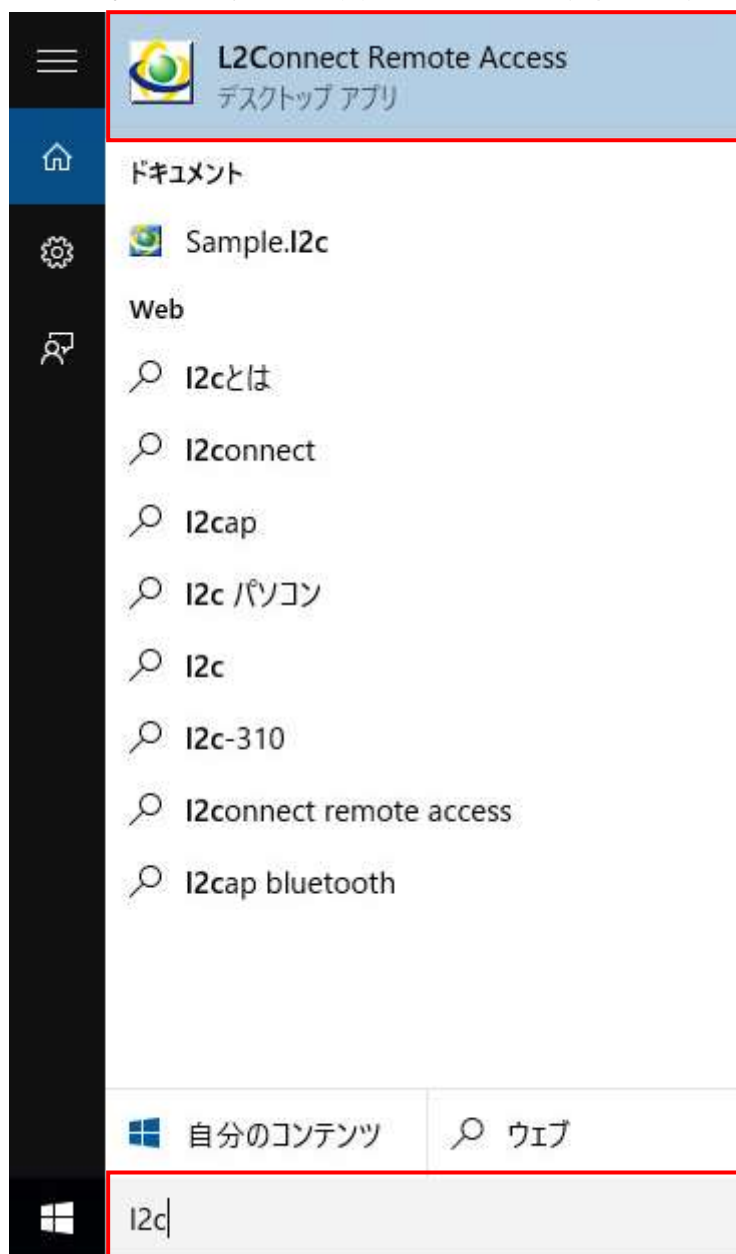 L2Connect Remote Access
デスクトップ アプリ
ドキュメント
Sample.l2c
Web
l2cとは
l2connect
l2cap
l2c パソコン
l2c
l2c-310
l2connect remote access
l2cap bluetooth
自分のコンテンツ
ウェブ
l2c